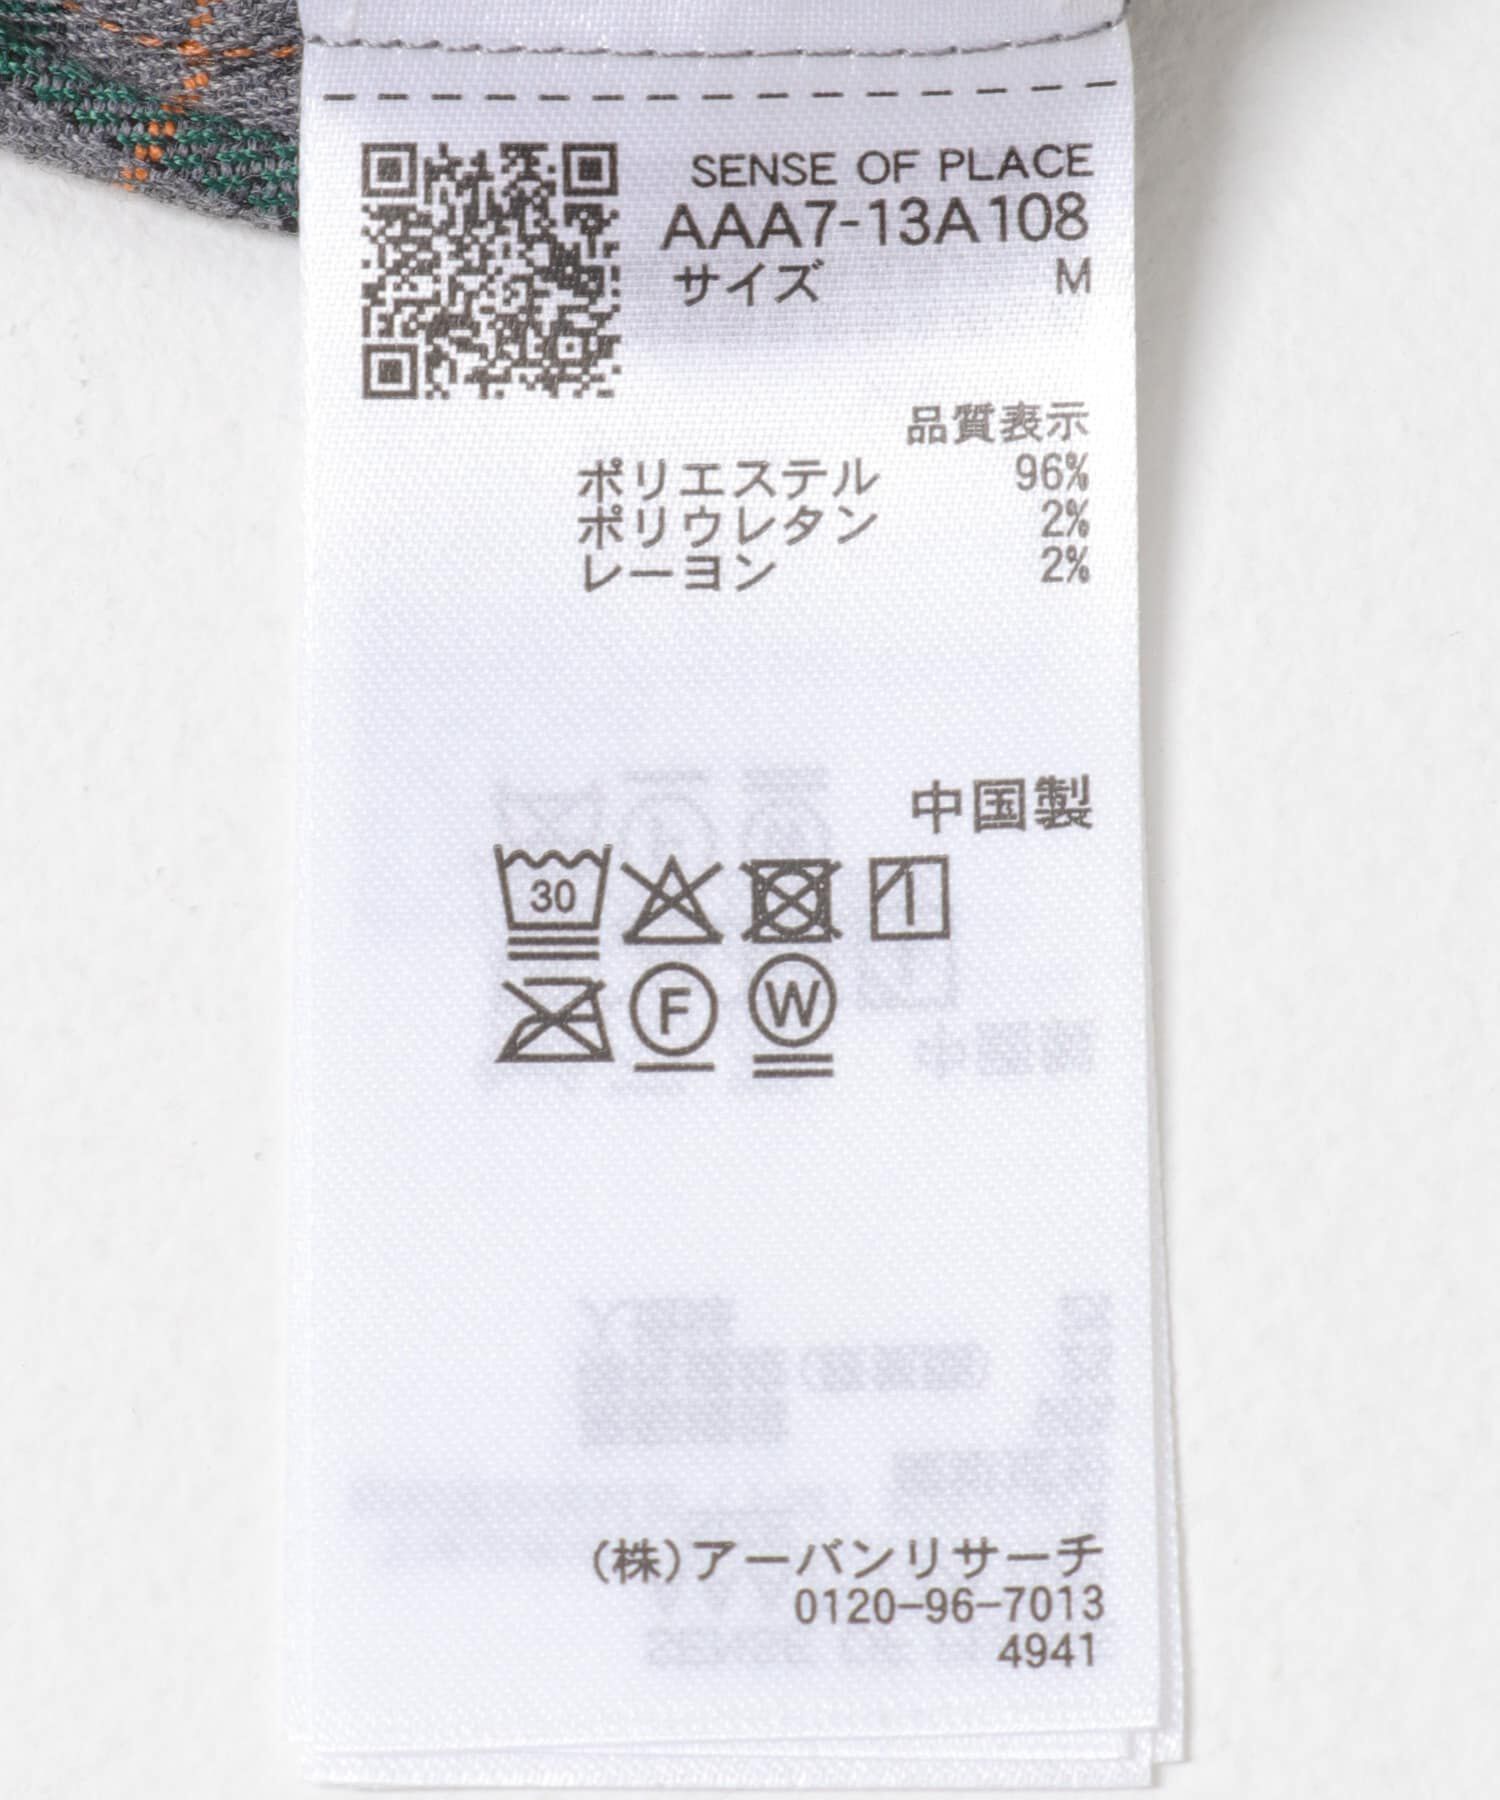 SENSE OF PLACE
AAA7-13A108
サイズ M
品質表示
ポリエステル 96%
ポリウレタン 2%
レーヨン 2%
中国製
30
F W
(株)アーバンリサーチ
0120-96-7013
4941